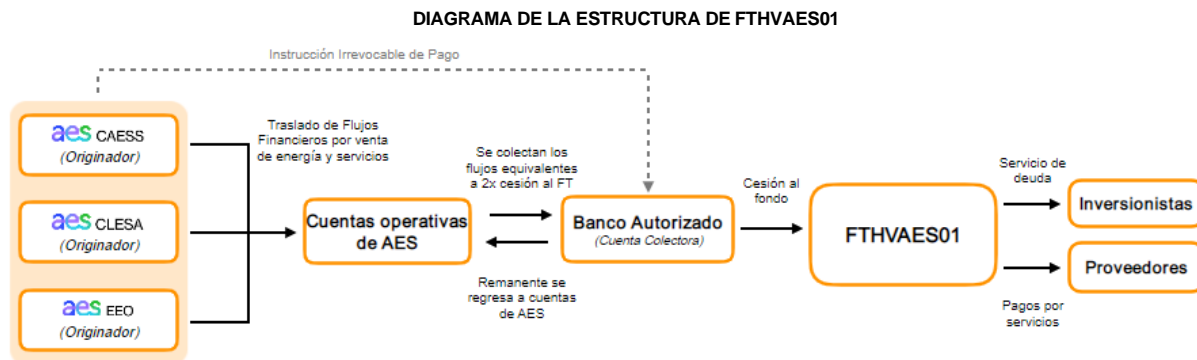 DIAGRAMA DE LA ESTRUCTURA DE FTHVAES01
Instrucción Irrevocable de Pago
aes CAESS
(Originador)
Traslado de Flujos
Financieros por venta
de energía y servicios
aes CLESA
(Originador)
aes EEO
(Originador)
Cuentas operativas
de AES
Se colectan los
flujos equivalentes
a 2x cesión al FT
Remanente se
regresa a cuentas
de AES
Banco Autorizado
(Cuenta Colectora)
Cesión al
fondo
FTHVAES01
Servicio de
deuda
Inversionistas
Proveedores
Pagos por
servicios